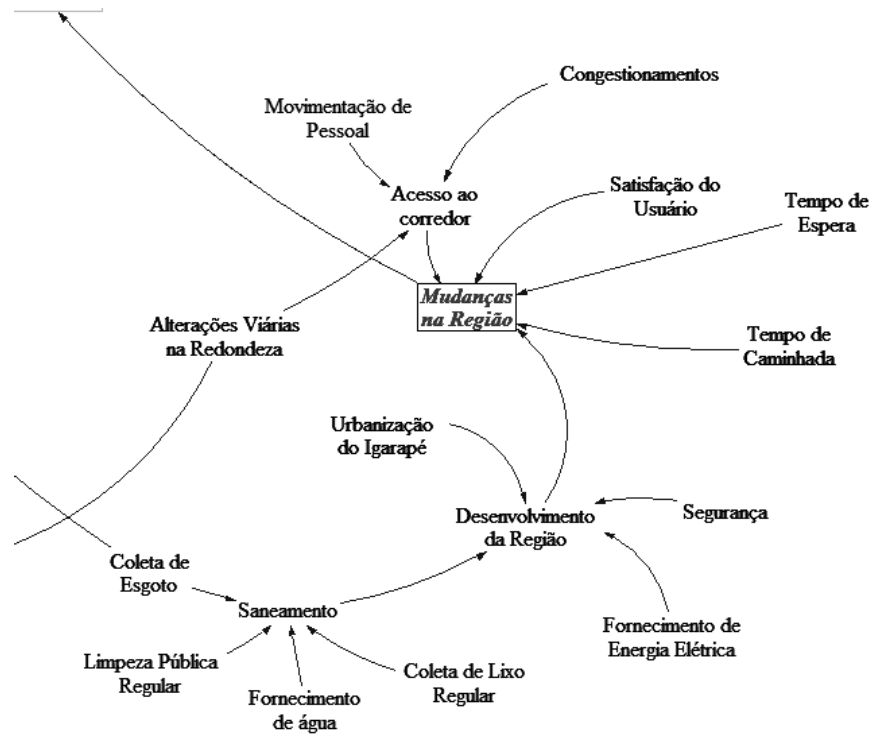 Congestionamentos
Movimentação de
Pessoal
Acesso ao
corredor
Satisfação do
Usuário
Tempo de
Espera
Mudanças
na Região
Alterações Viárias
na Redondeza
Tempo de
Caminhada
Urbanização
do Igarapé
Desenvolvimento
da Região
Segurança
Coleta de
Esgoto
Saneamento
Fornecimento de
Energia Elétrica
Limpeza Pública
Regular
Coleta de Lixo
Regular
Fornecimento
de água